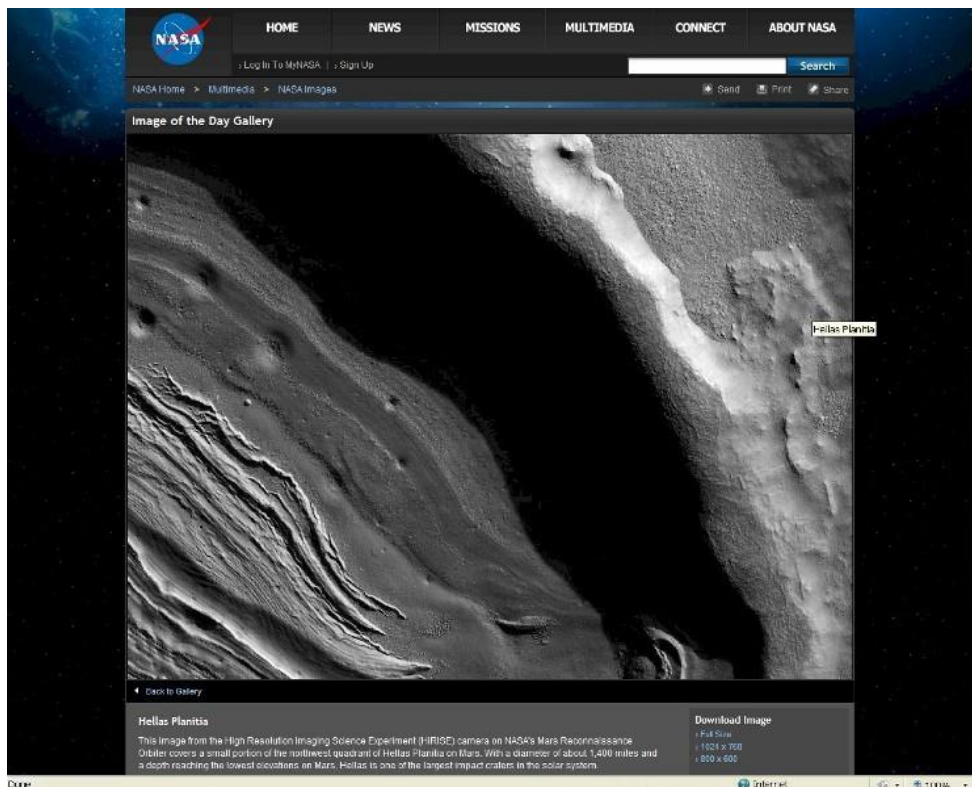 NASA
HOME NEWS MISSIONS MULTIMEDIA CONNECT ABOUT NASA
› Log In To MyNASA | › Sign Up Search
NASA Home > Multimedia > NASA Images Send Print Share
Image of the Day Gallery
Hellas Planitia
Back to Gallery
Hellas Planitia
This image from the High Resolution Imaging Science Experiment (HiRISE) camera on NASA's Mars Reconnaissance
Orbiter covers a small portion of the northwest quadrant of Hellas Planitia on Mars. With a diameter of about 1,400 miles and
a depth reaching the lowest elevations on Mars, Hellas is one of the largest impact craters in the solar system.
Download Image
› Full Size
› 1024 x 768
› 800 x 600
Done Internet 100%